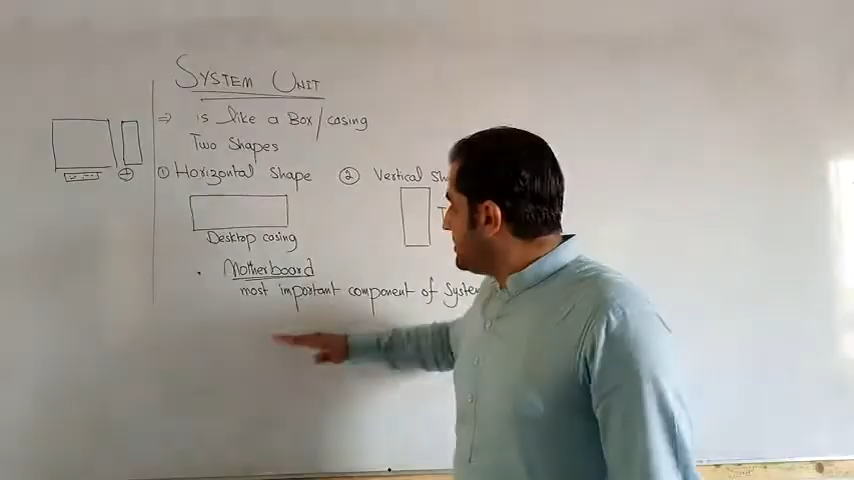 SYSTEM UNIT
⇒ is like a Box/casing
Two Shapes
① Horizontal Shape ② Vertical
Desktop casing
Motherboard
most important component of